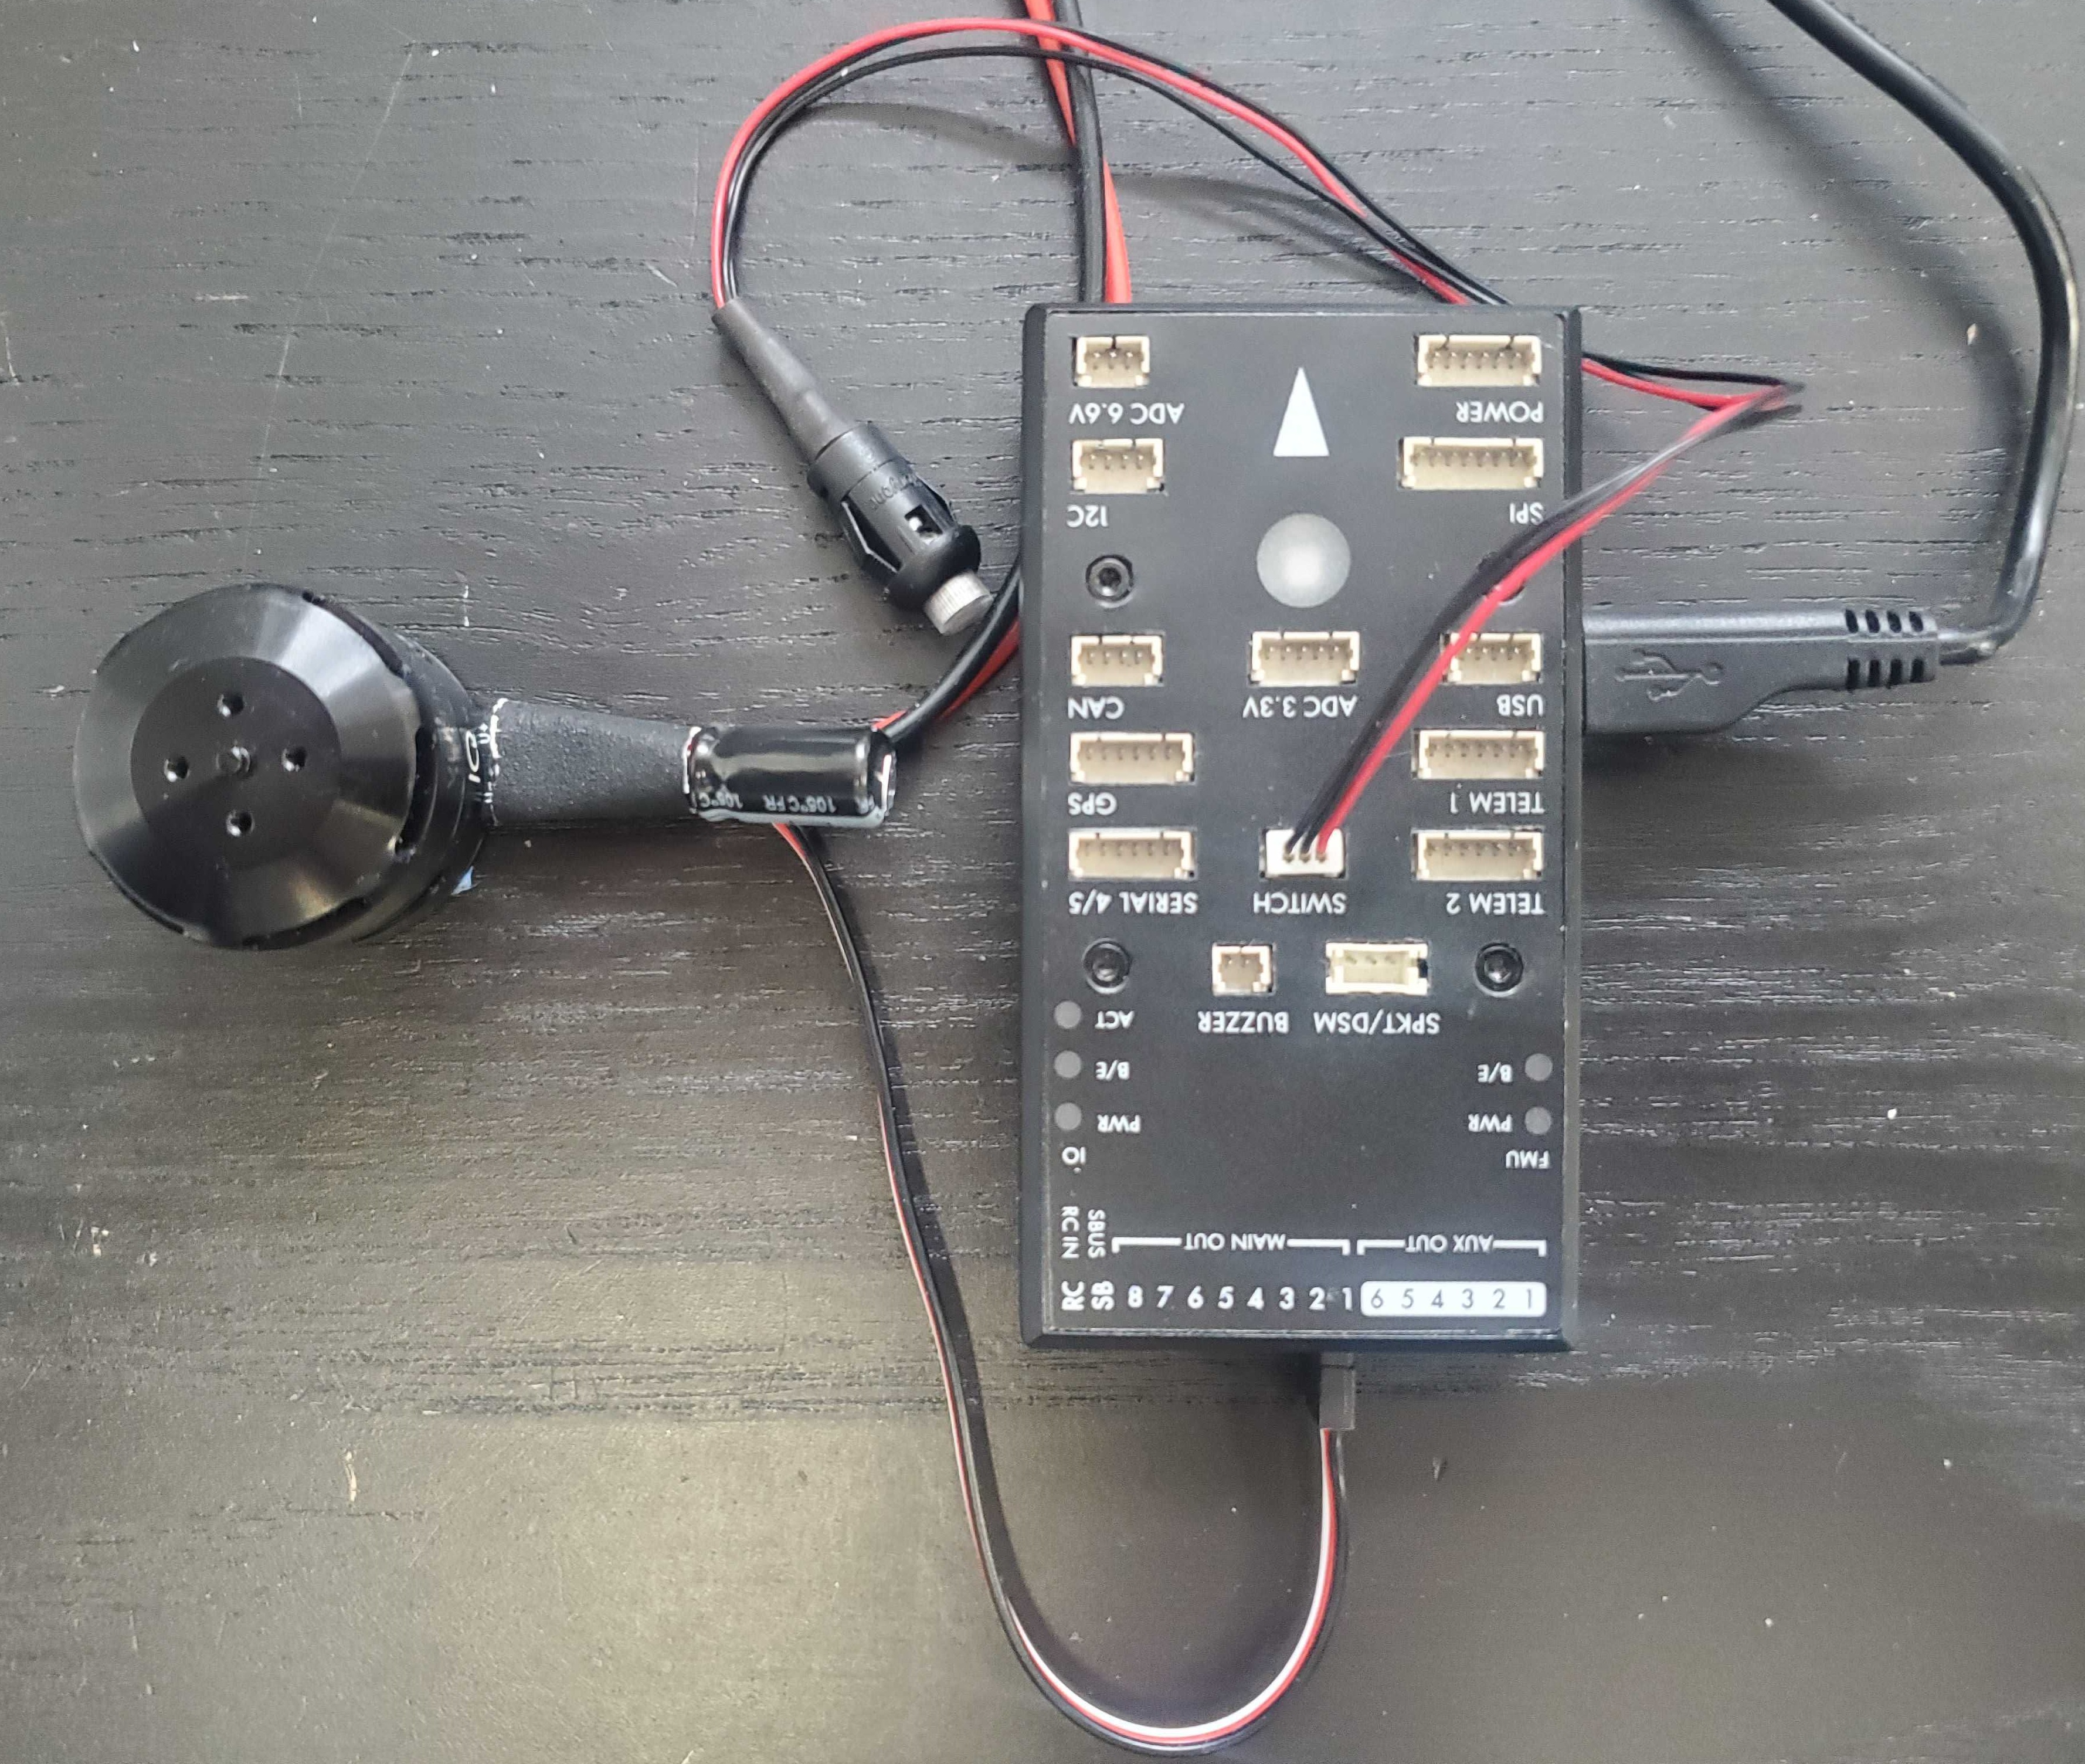 ADC 6.6V
POWER
I2C
SPI
CAN
ADC 3.3V
USB
GPS
TELEM 1
SERIAL 4/5
SWITCH
TELEM 2
ACT
BUZZER
SPKT/DSM
B/E
B/E
PWR
PWR
IO
FMU
RC IN
SBUS
MAIN OUT
AUX OUT
RC SB 8 7 6 5 4 3 2 1 6 5 4 3 2 1
105°C FR 105°C